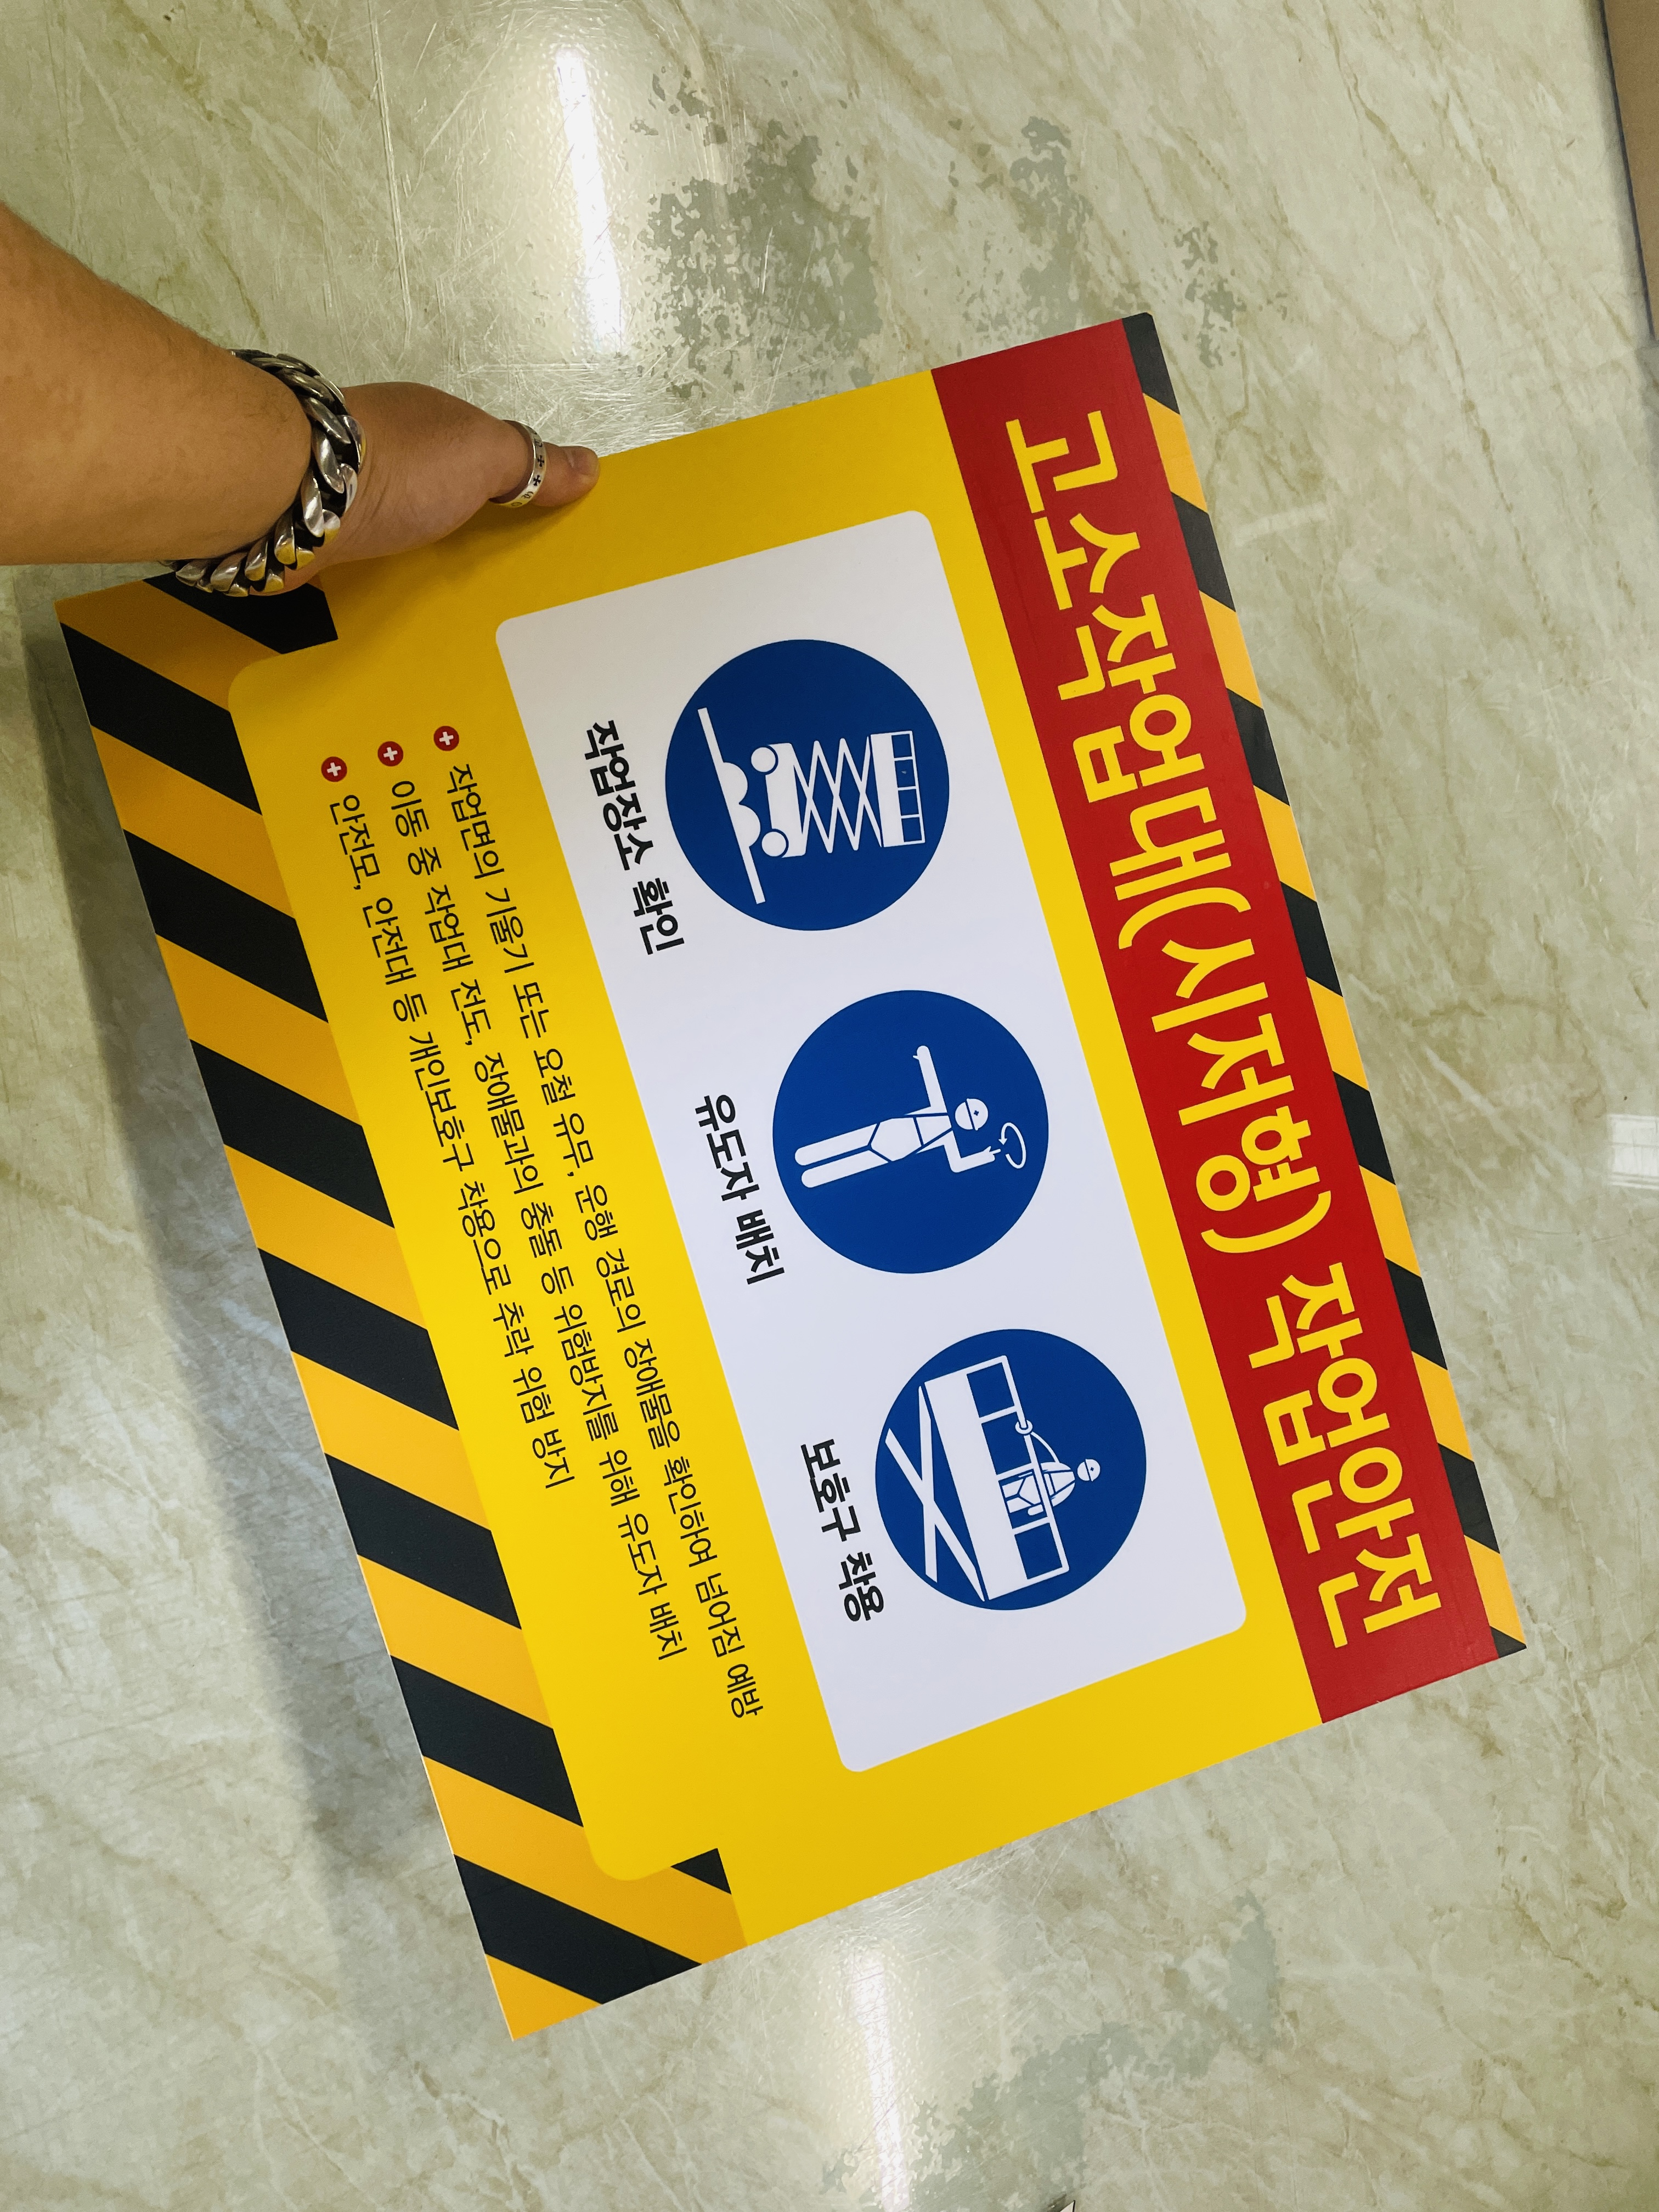 고소작업대(시저형) 작업안전
작업장소 확인
유도자 배치
보호구 착용
작업면의 기울기 또는 요철 유무, 운행 경로의 장애물을 확인하여 넘어짐 예방
이동 중 작업대 전도, 장애물과의 충돌 등 위험방지를 위해 유도자 배치
안전모, 안전대 등 개인보호구 착용으로 추락 위험 방지